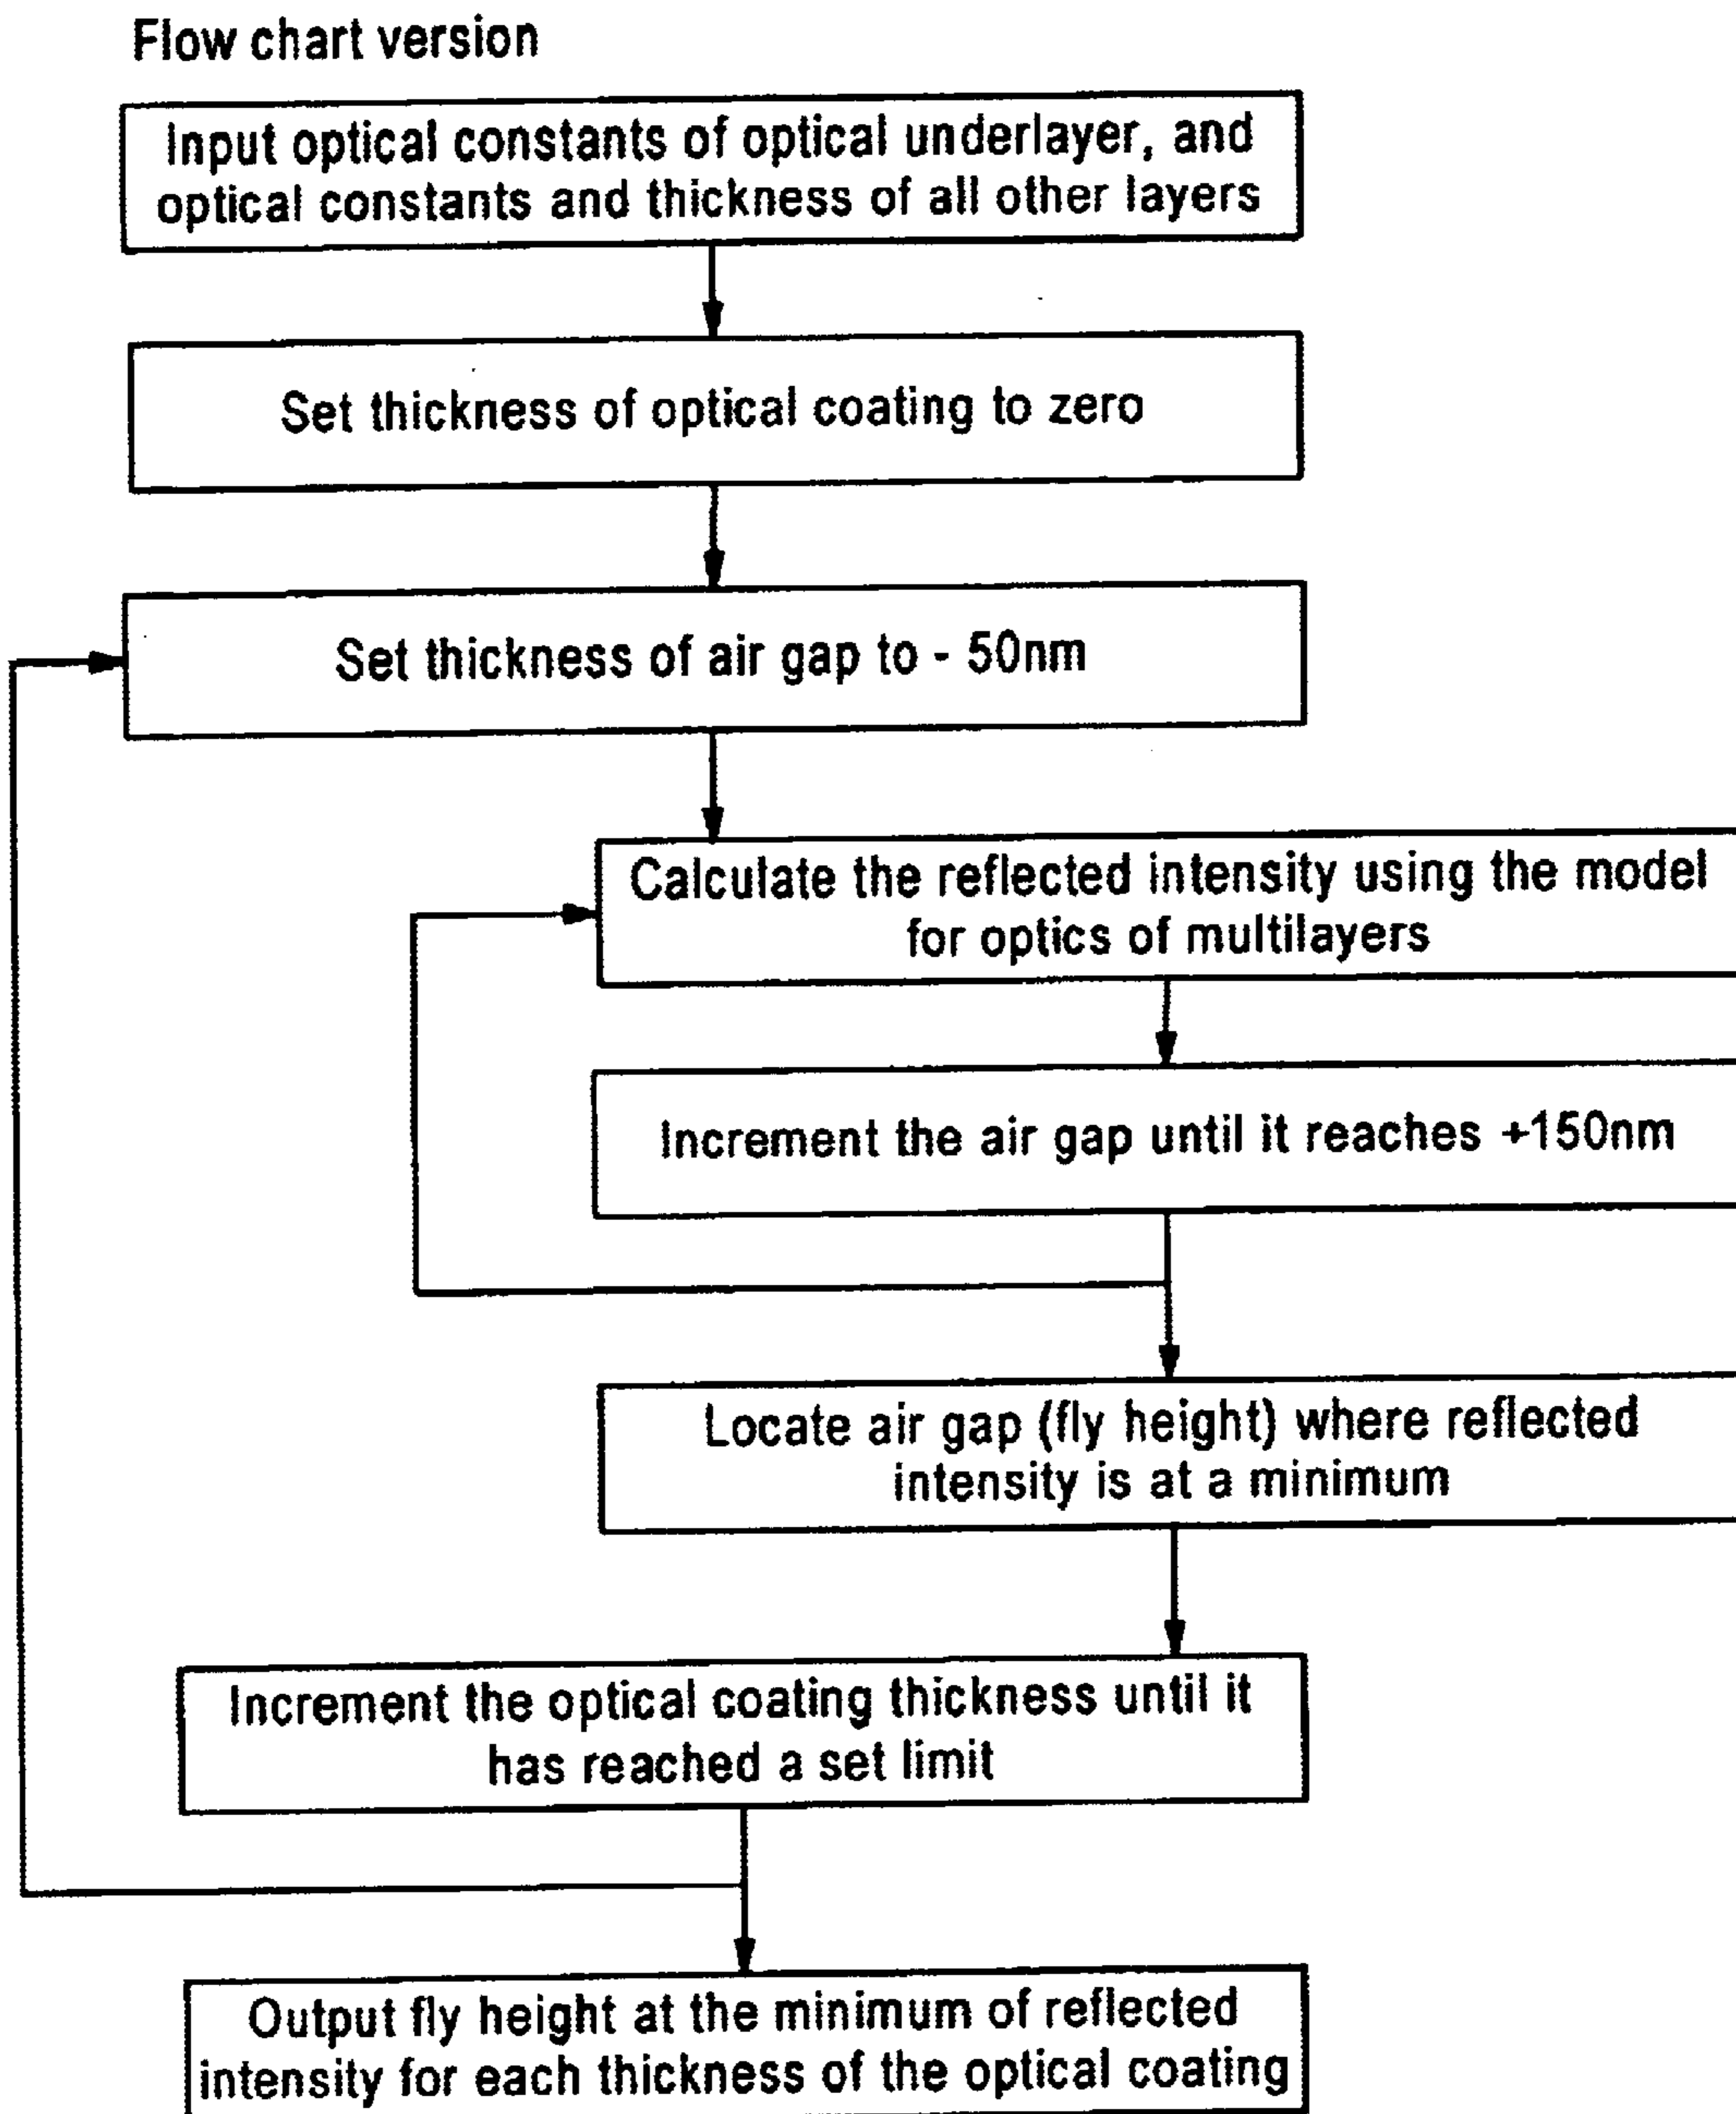 Flow chart version
Input optical constants of optical underlayer, and
optical constants and thickness of all other layers
Set thickness of optical coating to zero
Set thickness of air gap to - 50nm
Calculate the reflected intensity using the model
for optics of multilayers
Increment the air gap until it reaches +150nm
Locate air gap (fly height) where reflected
intensity is at a minimum
Increment the optical coating thickness until it
has reached a set limit
Output fly height at the minimum of reflected
intensity for each thickness of the optical coating